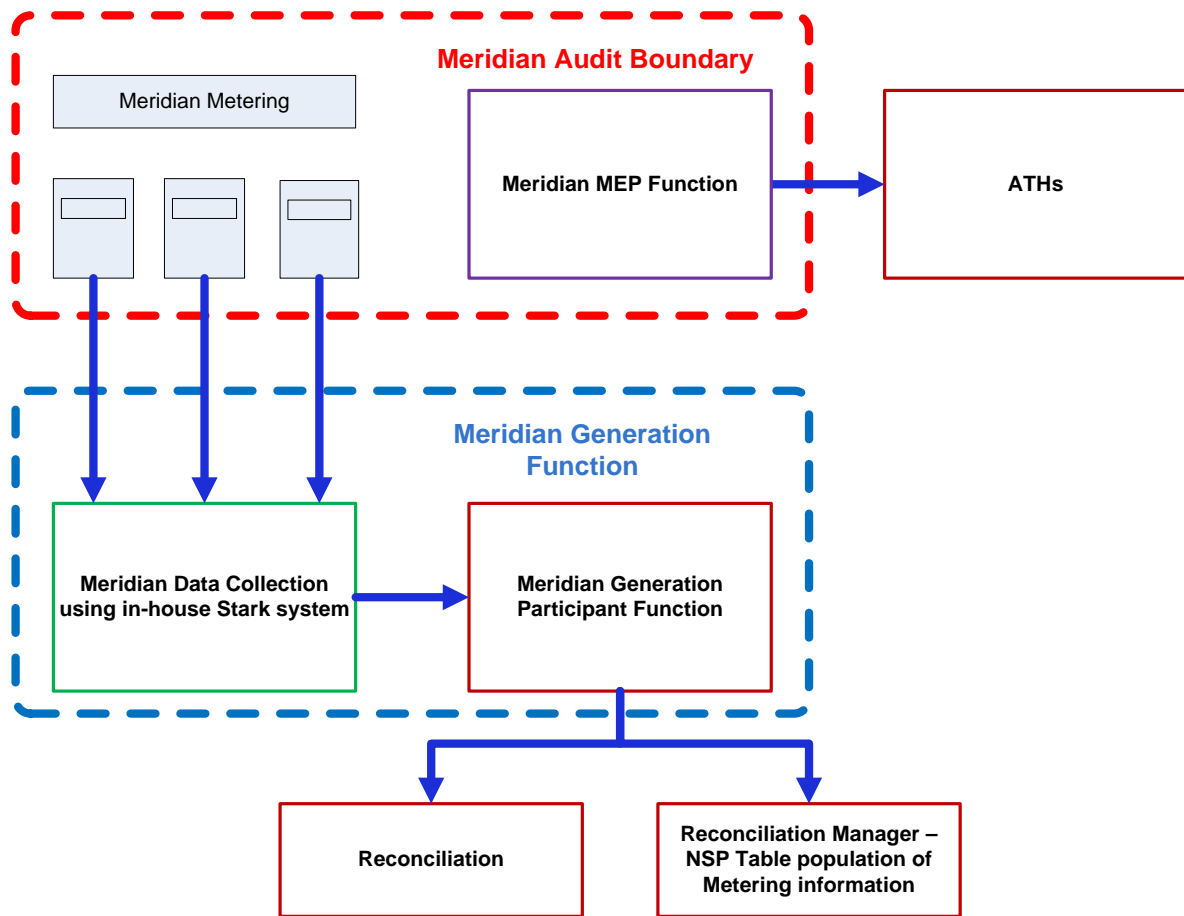 Meridian Audit Boundary
Meridian Metering
Meridian MEP Function
ATHs
Meridian Generation
Function
Meridian Data Collection
using in-house Stark system
Meridian Generation
Participant Function
Reconciliation
Reconciliation Manager –
NSP Table population of
Metering information